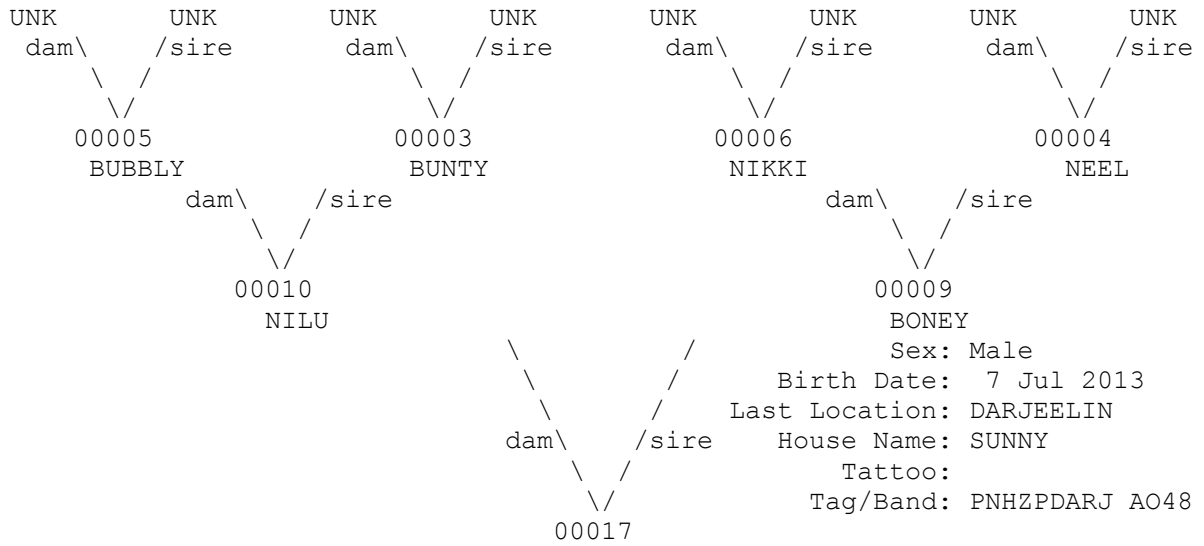 UNK UNK UNK UNK UNK UNK UNK UNK
dam\ /sire dam\ /sire dam\ /sire dam\ /sire
\ / \ / \ / \ /
\/ \/ \/ \/
00005 00003 00006 00004
BUBBLY BUNTY NIKKI NEEL
dam\ /sire dam\ /sire
\ / \ /
\/ \/
00010 00009
NILU BONEY
\ / Sex: Male
\ / Birth Date: 7 Jul 2013
\ / Last Location: DARJEELIN
dam\ /sire House Name: SUNNY
\ / Tattoo:
\/ Tag/Band: PNHZPDARJ AO48
00017